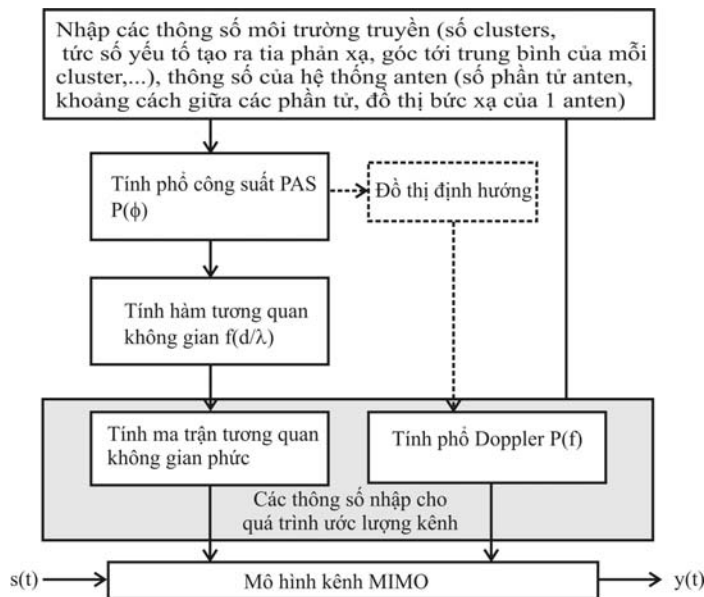 Nhập các thông số môi trường truyền (số clusters,
tức số yếu tố tạo ra tia phản xạ, góc tới trung bình của mỗi
cluster,...), thông số của hệ thống anten (số phần tử anten,
khoảng cách giữa các phần tử, đồ thị bức xạ của 1 anten)
Tính phổ công suất PAS
P(ϕ)
Đồ thị định hướng
Tính hàm tương quan
không gian f(d/λ)
Tính ma trận tương quan
không gian phức
Tính phổ Doppler P(f)
Các thông số nhập cho
quá trình ước lượng kênh
s(t)
Mô hình kênh MIMO
y(t)